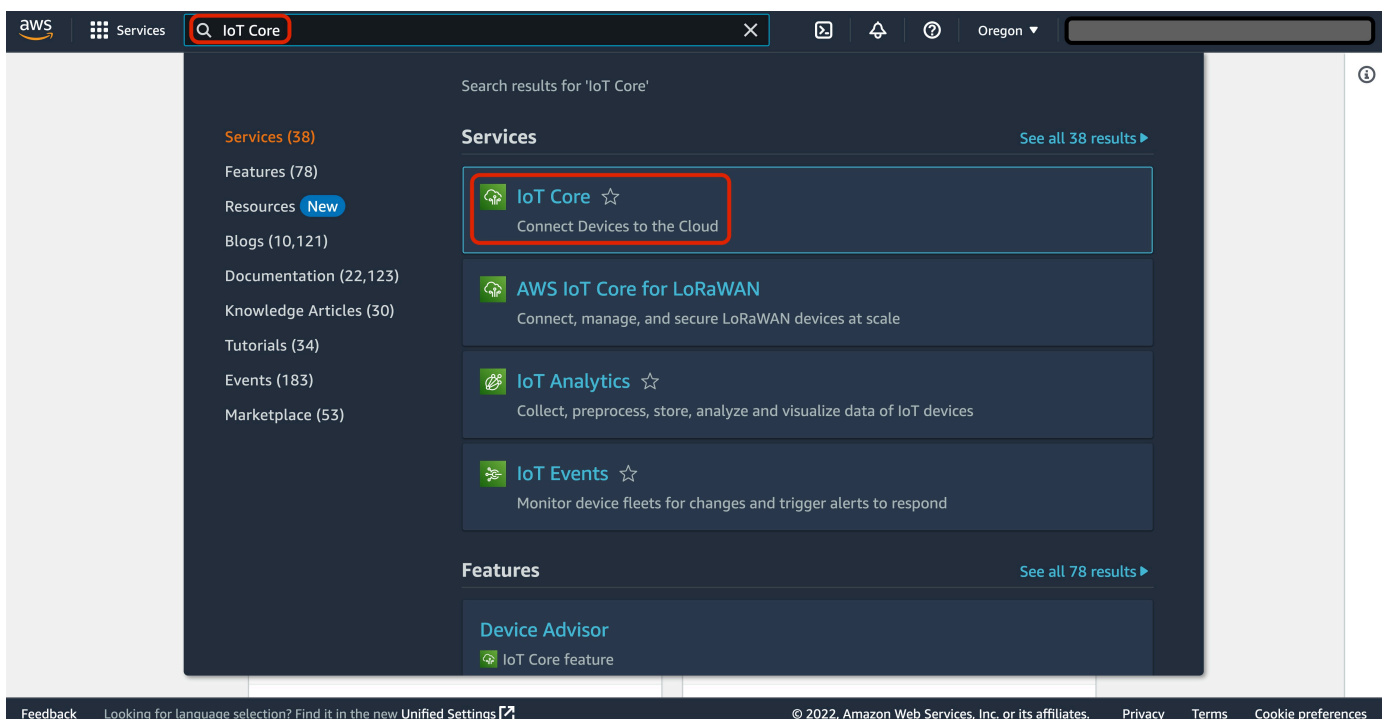 aws
Services
IoT Core
Oregon
Search results for 'IoT Core'
Services (38)
Features (78)
Resources New
Blogs (10,121)
Documentation (22,123)
Knowledge Articles (30)
Tutorials (34)
Events (183)
Marketplace (53)
Services
See all 38 results
IoT Core
Connect Devices to the Cloud
AWS IoT Core for LoRaWAN
Connect, manage, and secure LoRaWAN devices at scale
IoT Analytics
Collect, preprocess, store, analyze and visualize data of IoT devices
IoT Events
Monitor device fleets for changes and trigger alerts to respond
Features
See all 78 results
Device Advisor
IoT Core feature
Feedback
Looking for language selection? Find it in the new Unified Settings
© 2022, Amazon Web Services, Inc. or its affiliates.
Privacy
Terms
Cookie preferences